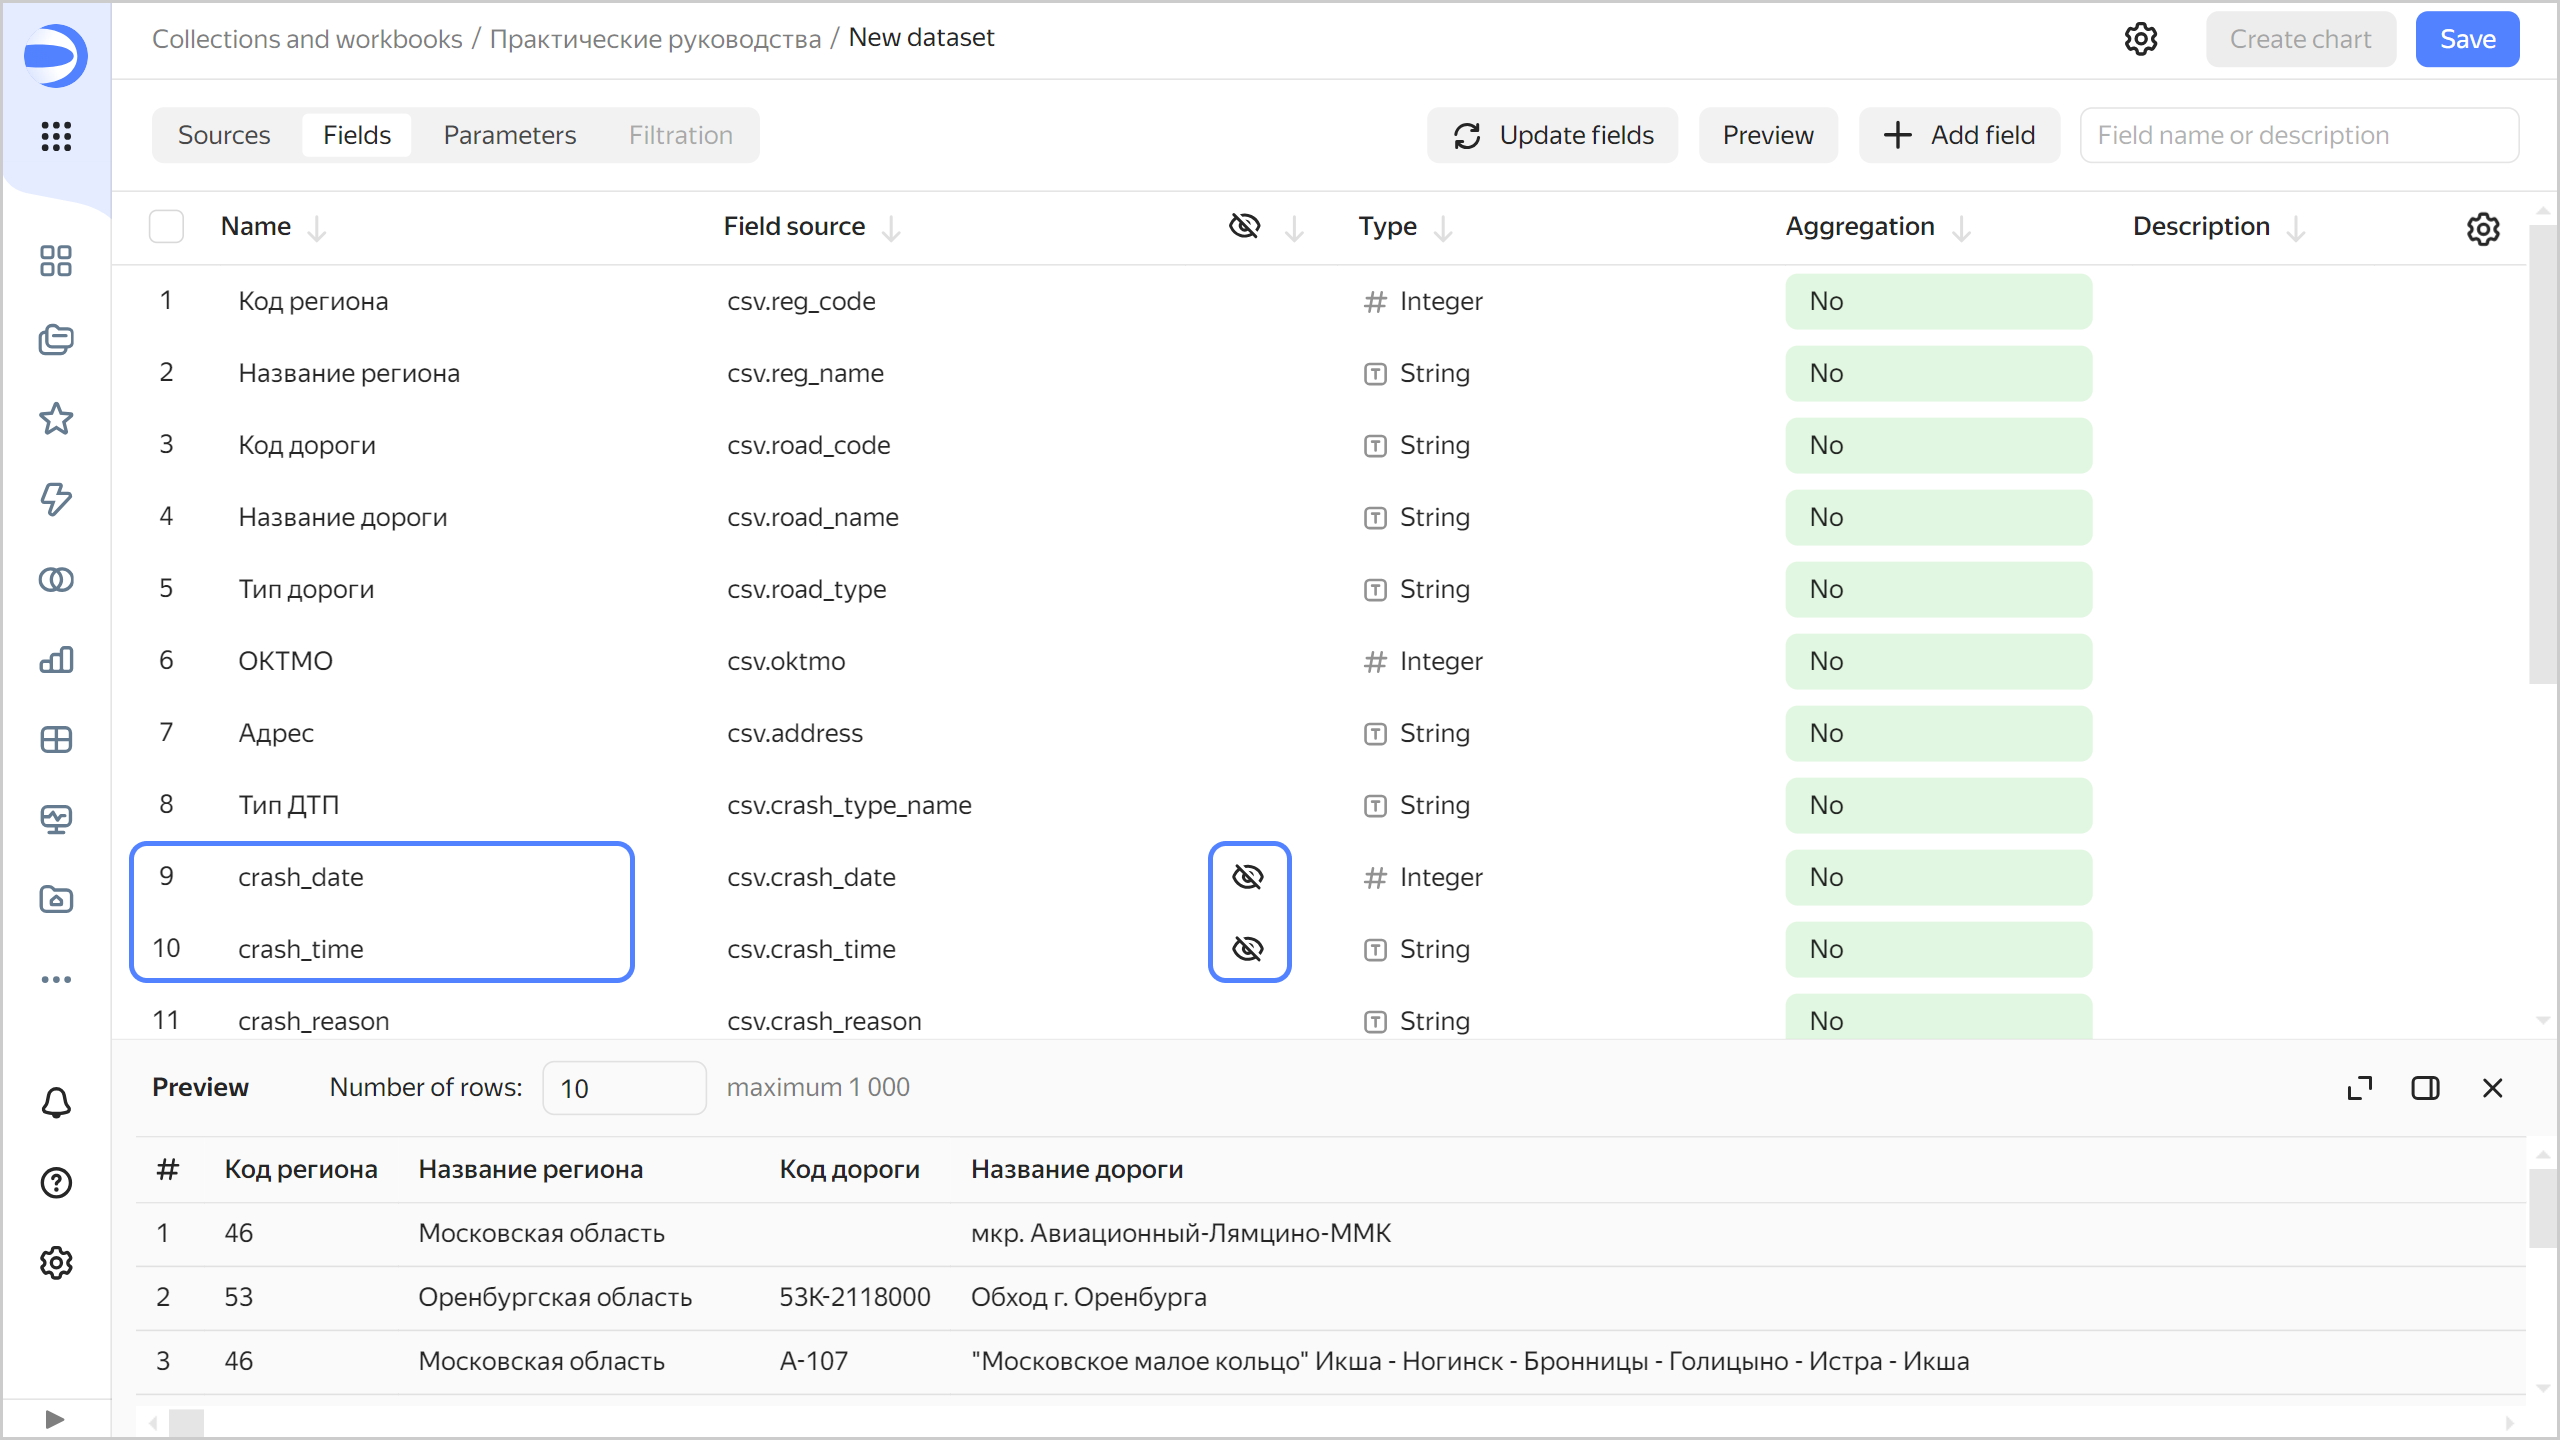 Collections and workbooks / Практические руководства / New dataset
Create chart
Save
Sources Fields Parameters Filtration
Update fields Preview Add field Field name or description
Name Field source Type Aggregation Description
1 Код региона csv.reg_code # Integer No
2 Название региона csv.reg_name T String No
3 Код дороги csv.road_code T String No
4 Название дороги csv.road_name T String No
5 Тип дороги csv.road_type T String No
6 ОКТМО csv.oktmo # Integer No
7 Адрес csv.address T String No
8 Тип ДТП csv.crash_type_name T String No
9 crash_date csv.crash_date # Integer No
10 crash_time csv.crash_time T String No
11 crash_reason csv.crash_reason T String No
Preview Number of rows: 10 maximum 1 000
# Код региона Название региона Код дороги Название дороги
1 46 Московская область мкр. Авиационный-Лямцино-ММК
2 53 Оренбургская область 53К-2118000 Обход г. Оренбурга
3 46 Московская область А-107 "Московское малое кольцо" Икша - Ногинск - Бронницы - Голицыно - Истра - Икша